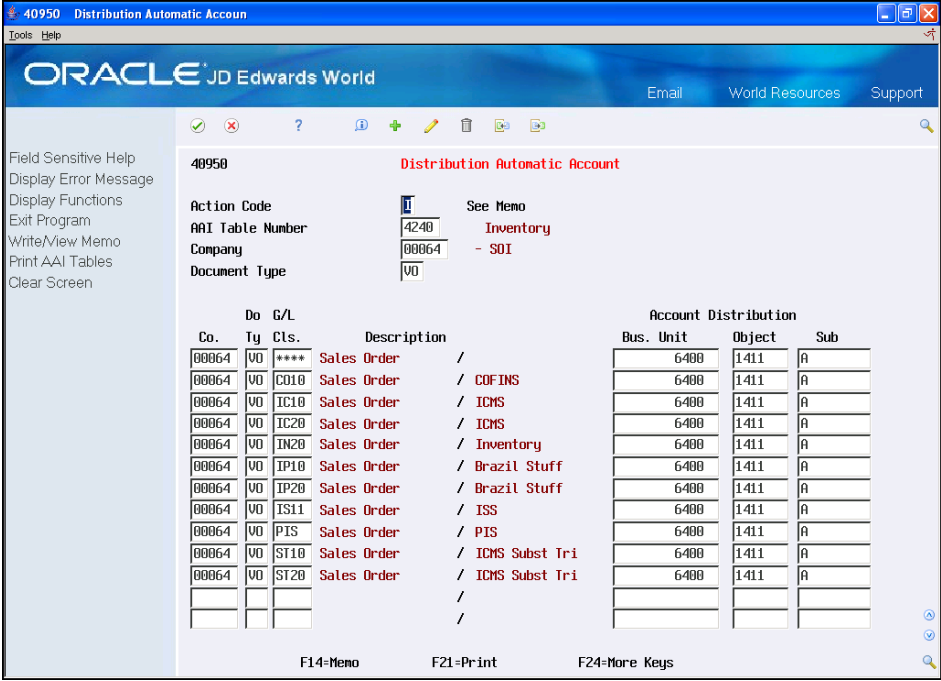 40950 Distribution Automatic Accoun
Tools Help
ORACLE JD Edwards World
Email World Resources Support
Field Sensitive Help
Display Error Message
Display Functions
Exit Program
Write/View Memo
Print AAI Tables
Clear Screen
40950 Distribution Automatic Account
Action Code I See Memo
AAI Table Number 4240 Inventory
Company 00064 - SOI
Document Type VO
Do G/L Account Distribution
Co. Ty Cls. Description Bus. Unit Object Sub
00064 VO **** Sales Order / 6400 1411 A
00064 VO CO10 Sales Order / COFINS 6400 1411 A
00064 VO IC10 Sales Order / ICMS 6400 1411 A
00064 VO IC20 Sales Order / ICMS 6400 1411 A
00064 VO IN20 Sales Order / Inventory 6400 1411 A
00064 VO IP10 Sales Order / Brazil Stuff 6400 1411 A
00064 VO IP20 Sales Order / Brazil Stuff 6400 1411 A
00064 VO IS11 Sales Order / ISS 6400 1411 A
00064 VO PIS Sales Order / PIS 6400 1411 A
00064 VO ST10 Sales Order / ICMS Subst Tri 6400 1411 A
00064 VO ST20 Sales Order / ICMS Subst Tri 6400 1411 A
/
/
F14=Memo F21=Print F24=More Keys